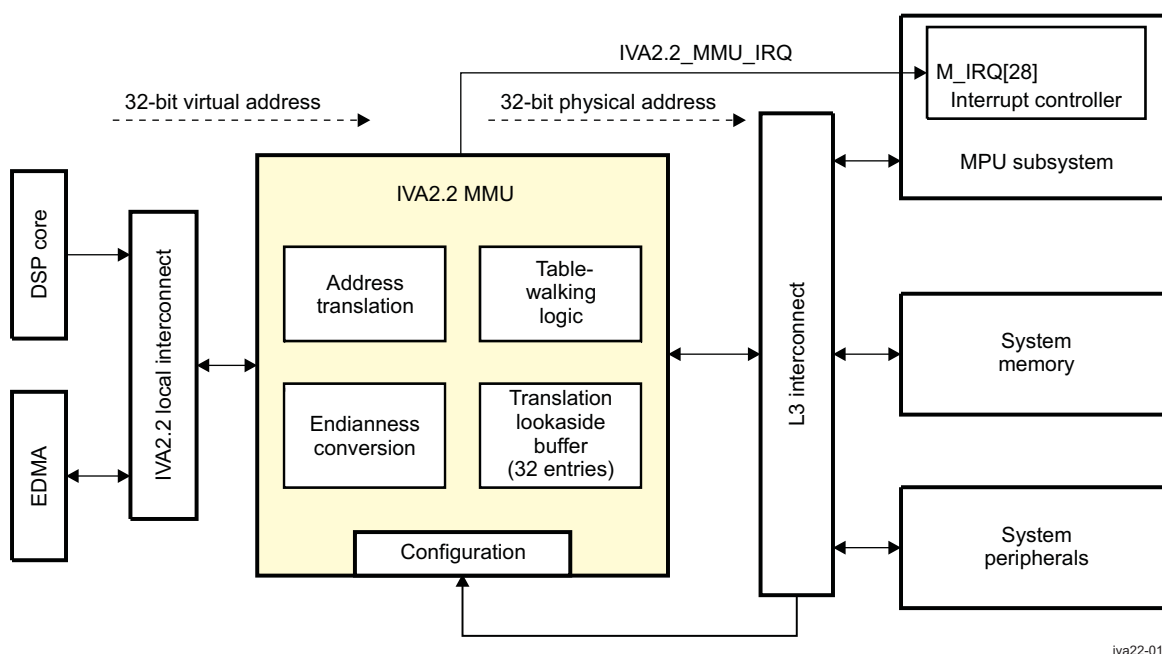 IVA2.2_MMU_IRQ
M_IRQ[28]
Interrupt controller
MPU subsystem
32-bit virtual address
32-bit physical address
DSP core
EDMA
IVA2.2 local interconnect
IVA2.2 MMU
Address
translation
Table-
walking
logic
Endianness
conversion
Translation
lookaside
buffer
(32 entries)
Configuration
L3 interconnect
System
memory
System
peripherals